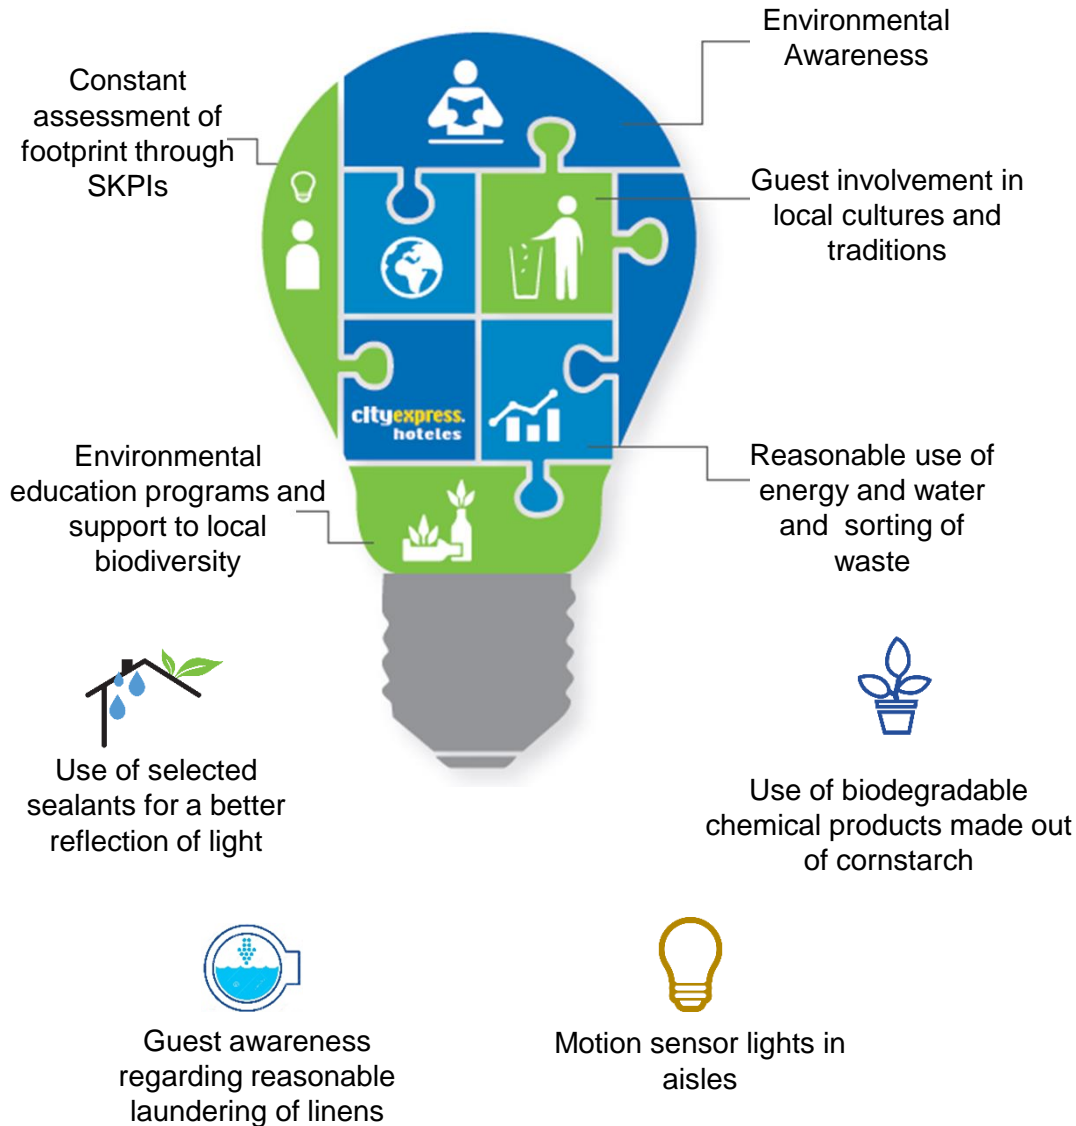 Environmental
Awareness
Constant
assessment of
footprint through
SKPIs
Guest involvement in
local cultures and
traditions
cityexpress.
hoteles
Environmental
education programs and
support to local
biodiversity
Reasonable use of
energy and water
and sorting of
waste
Use of selected
sealants for a better
reflection of light
Use of biodegradable
chemical products made out
of cornstarch
Guest awareness
regarding reasonable
laundering of linens
Motion sensor lights in
aisles